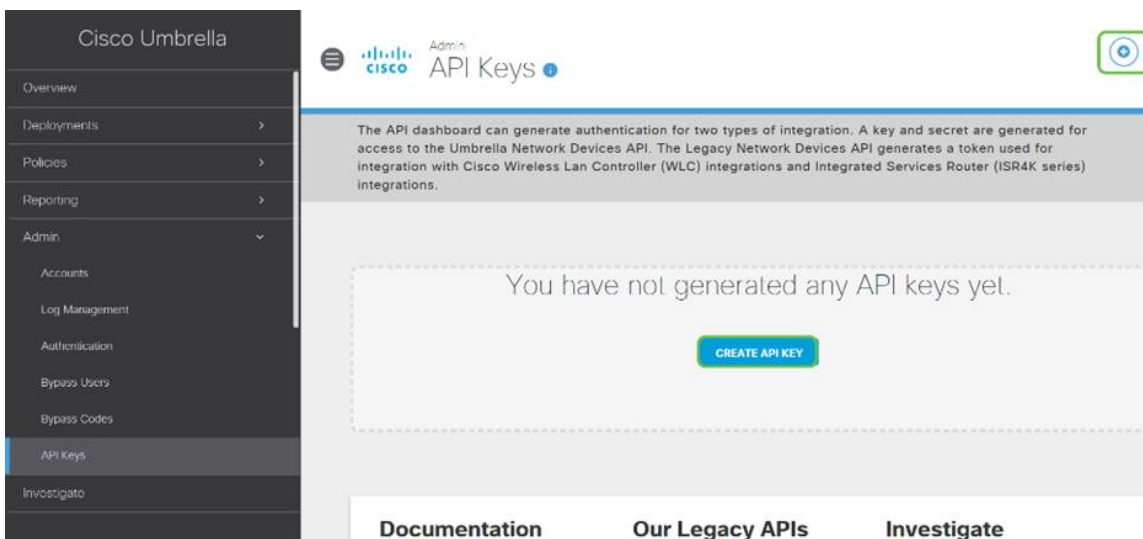 Cisco Umbrella
Overview
Deployments
Policies
Reporting
Admin
Accounts
Log Management
Authentication
Bypass Users
Bypass Codes
API Keys
Investigate
CISCO
Admin
API Keys
The API dashboard can generate authentication for two types of integration. A key and secret are generated for
access to the Umbrella Network Devices API. The Legacy Network Devices API generates a token used for
integration with Cisco Wireless Lan Controller (WLC) integrations and Integrated Services Router (ISR4K series)
integrations.
You have not generated any API keys yet.
CREATE API KEY
Documentation
Our Legacy APIs
Investigate